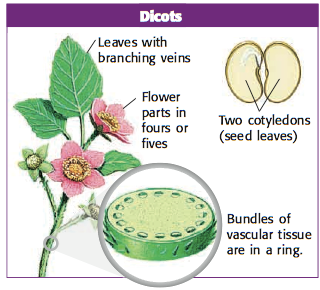 Dicots
Leaves with
branching veins
Flower
parts in
fours or
fives
Two cotyledons
(seed leaves)
Bundles of
vascular tissue
are in a ring.